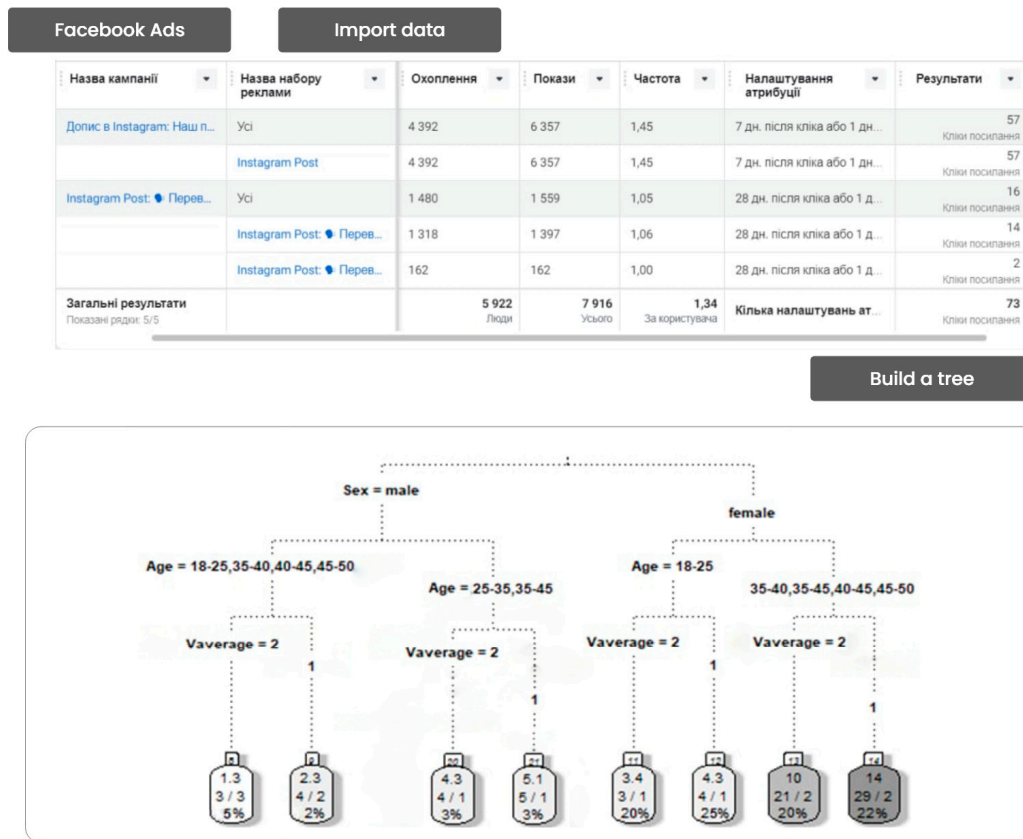 Facebook Ads
Import data
Назва кампанії
Назва набору реклами
Охоплення
Покази
Частота
Налаштування атрибуції
Результати
Допис в Instagram: Наш п...
Усі
4 392
6 357
1,45
7 дн. після кліка або 1 дн...
57
Кліки посилання
Instagram Post
4 392
6 357
1,45
7 дн. після кліка або 1 дн...
57
Кліки посилання
Instagram Post: 🗣 Перев...
Усі
1 480
1 559
1,05
28 дн. після кліка або 1 д...
16
Кліки посилання
Instagram Post: 🗣 Перев...
1 318
1 397
1,06
28 дн. після кліка або 1 д...
14
Кліки посилання
Instagram Post: 🗣 Перев...
162
162
1,00
28 дн. після кліка або 1 д...
2
Кліки посилання
Загальні результати
Показані рядки: 5/5
5 922
Люди
7 916
Усього
1,34
За користувача
Кілька налаштувань ат...
73
Кліки посилання
Build a tree
Sex = male
female
Age = 18-25,35-40,40-45,45-50
Age = 25-35,35-45
Age = 18-25
35-40,35-45,40-45,45-50
Vaverage = 2
1
Vaverage = 2
1
Vaverage = 2
1
Vaverage = 2
1
20
21
11
12
13
14
1.3
3 / 3
5%
2.3
4 / 2
2%
4.3
4 / 1
3%
5.1
5 / 1
3%
3.4
3 / 1
20%
4.3
4 / 1
25%
10
21 / 2
20%
14
29 / 2
22%